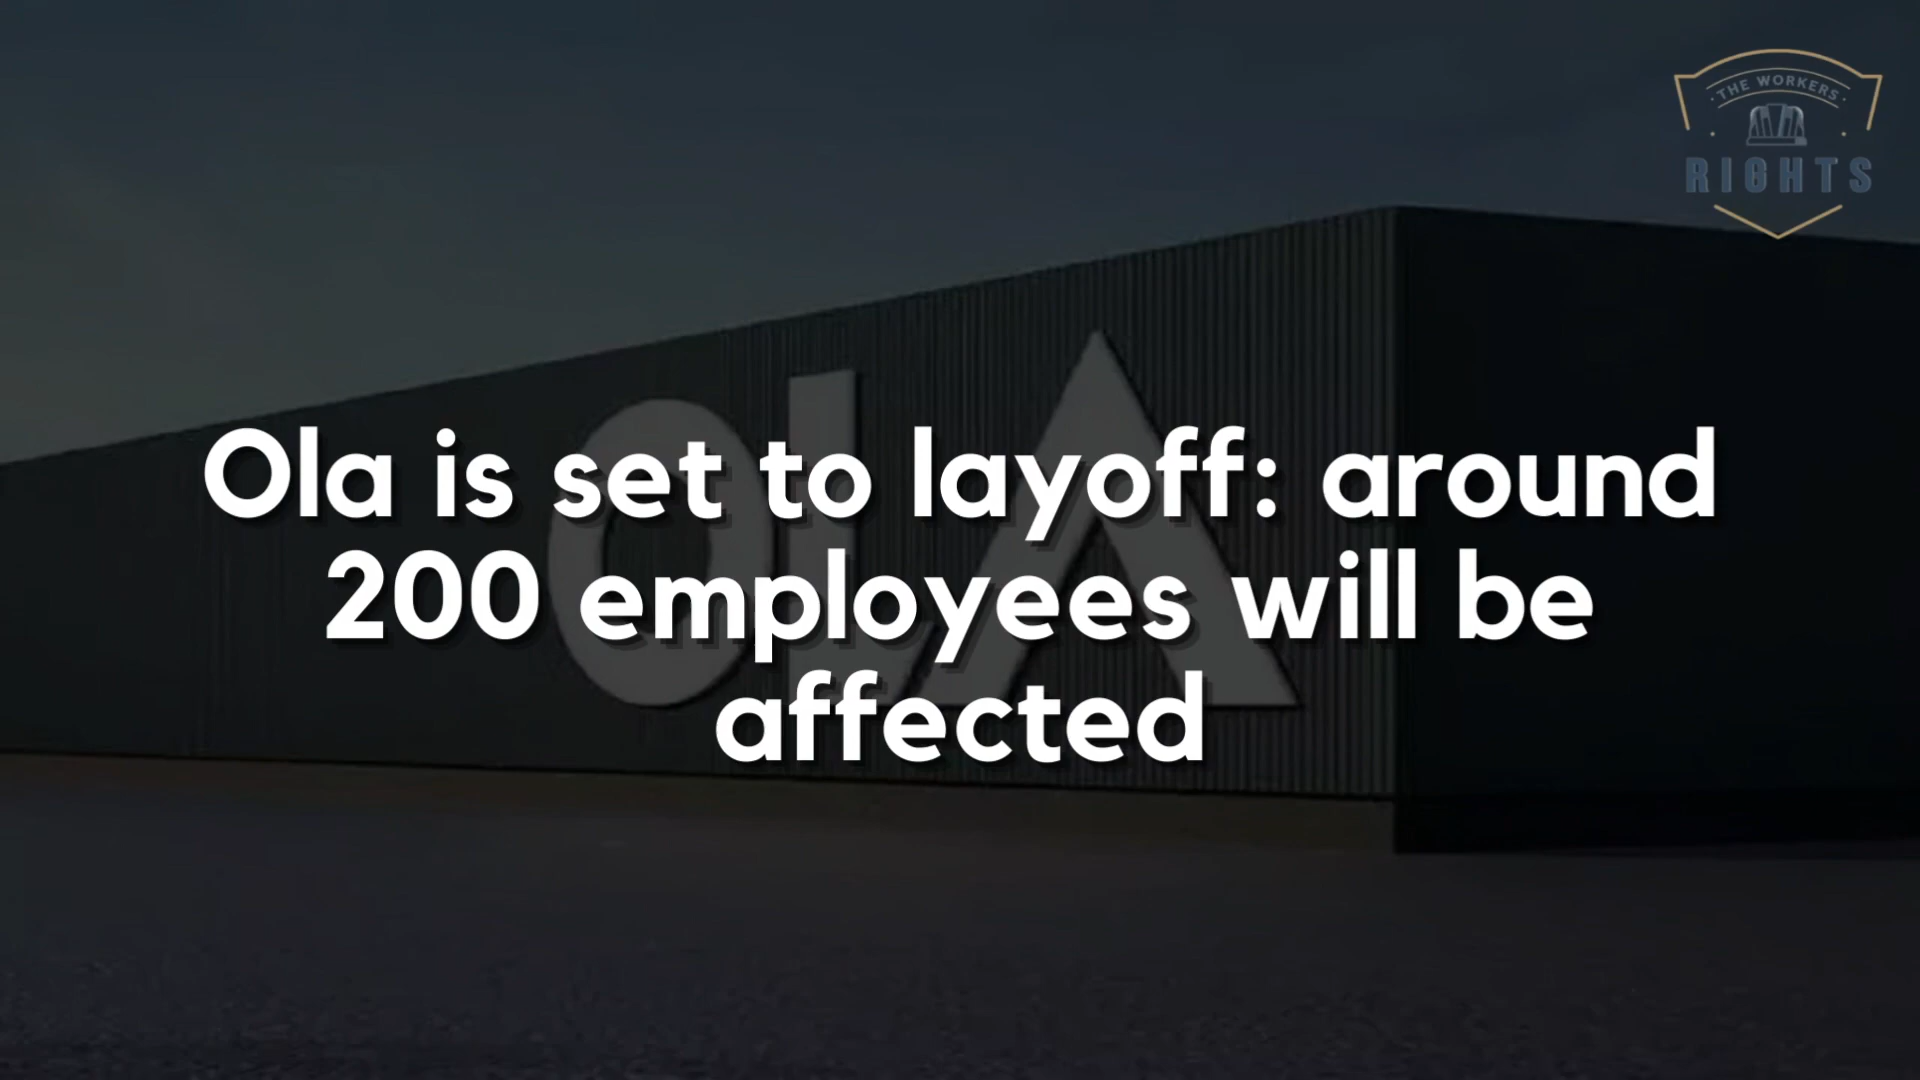 THE WORKERS
RIGHTS
OLA
Ola is set to layoff: around
200 employees will be
affected